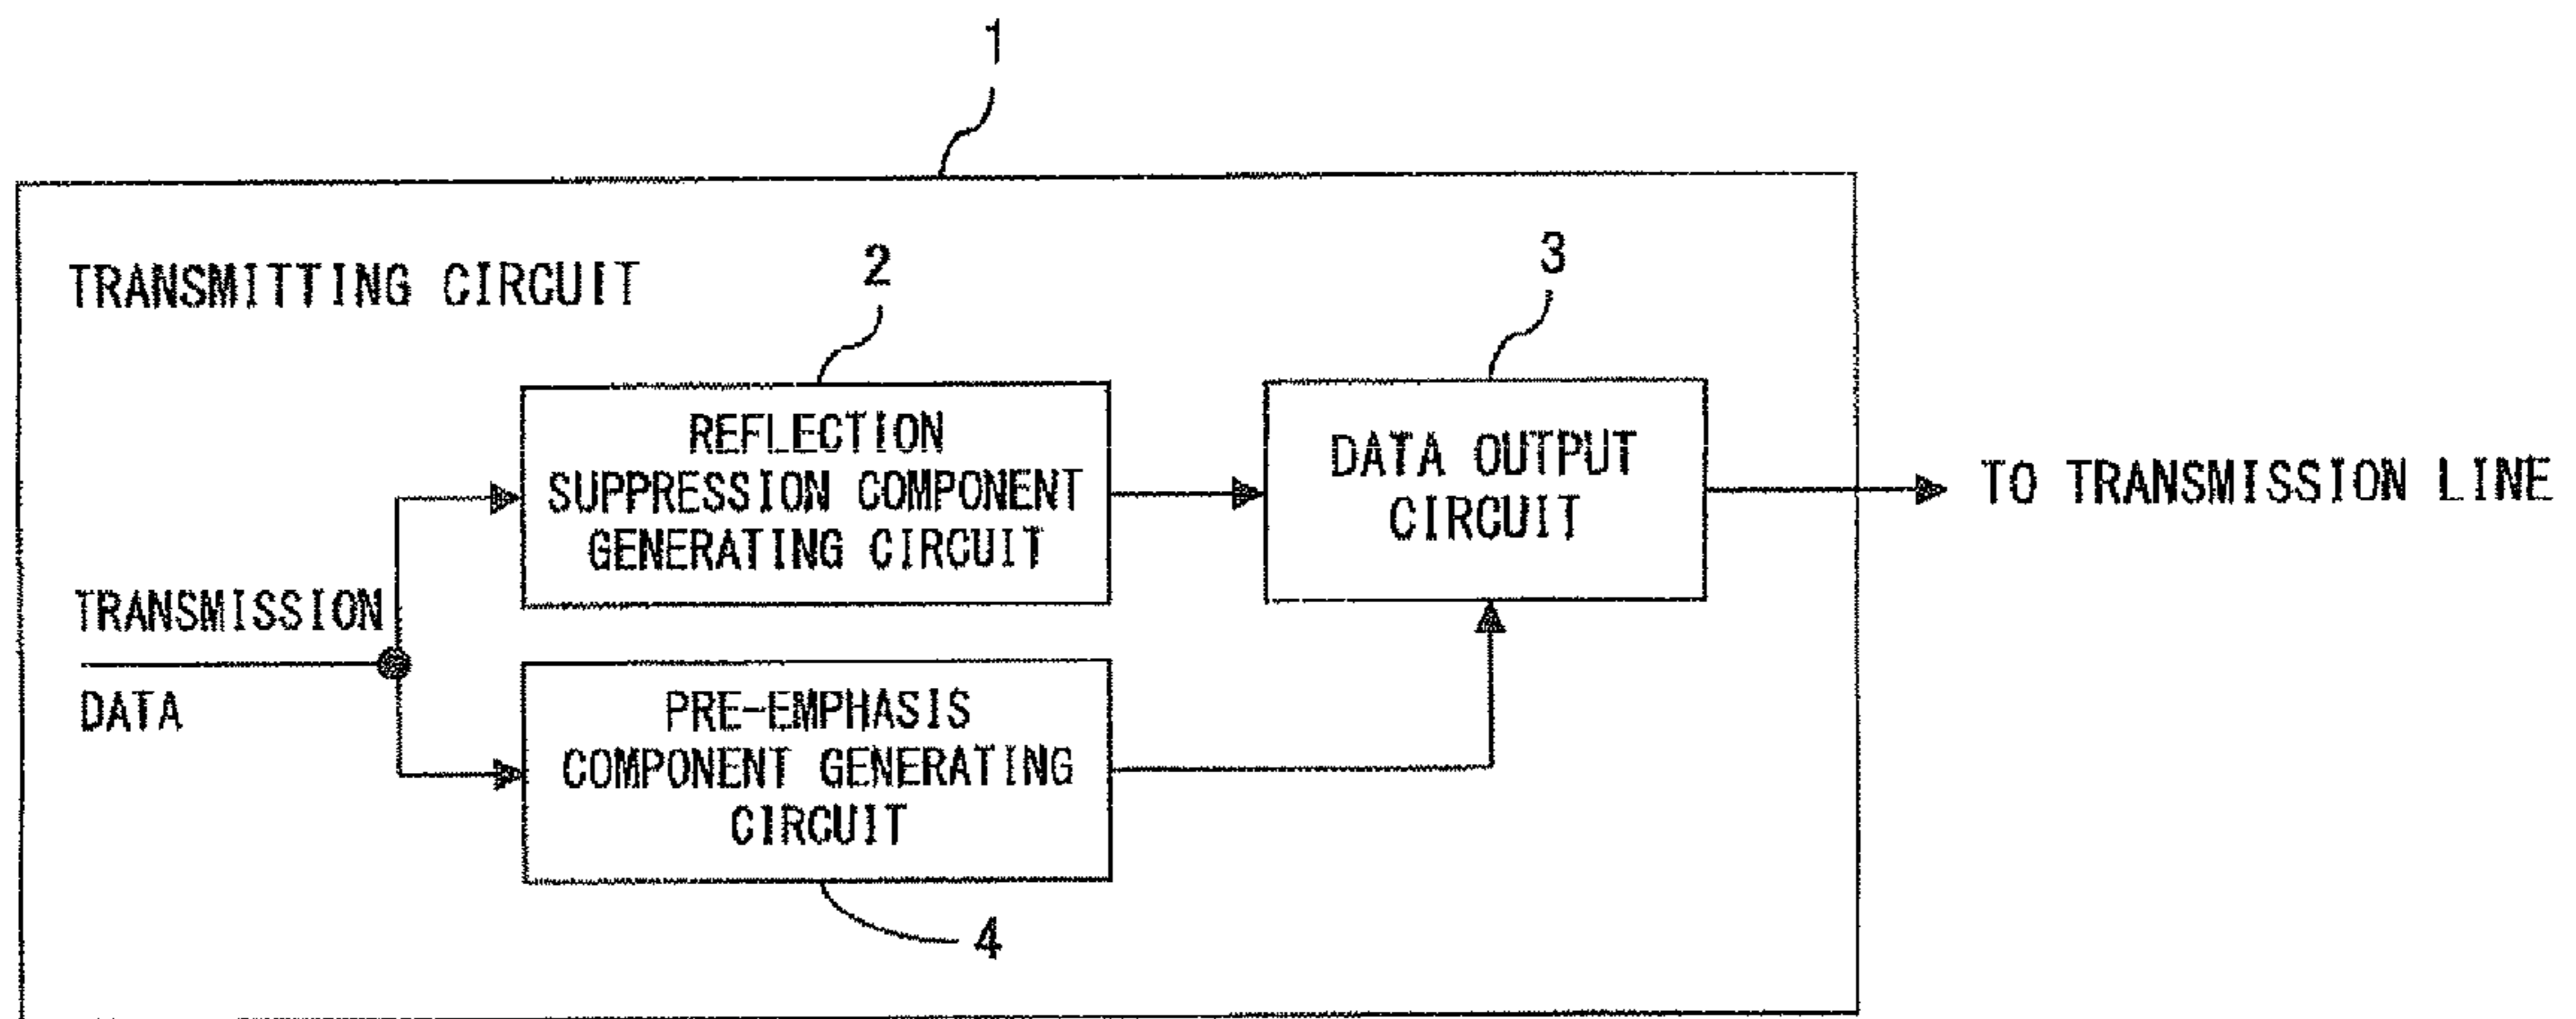 1
TRANSMITTING CIRCUIT
2
3
REFLECTION
SUPPRESSION COMPONENT
GENERATING CIRCUIT
DATA OUTPUT
CIRCUIT
TO TRANSMISSION LINE
TRANSMISSION
DATA
PRE-EMPHASIS
COMPONENT GENERATING
CIRCUIT
4